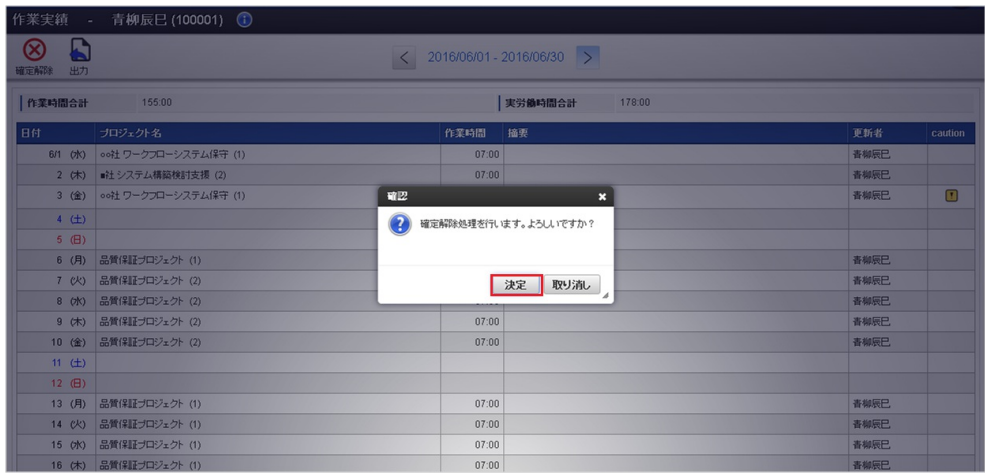 作業実績 - 青柳辰巳 (100001)
確定解除 出力
< 2016/06/01 - 2016/06/30 >
作業時間合計 155:00 実労働時間合計 178:00
日付 プロジェクト名 作業時間 摘要 更新者 caution
6/1 (水) ○○社 ワークフローシステム保守 (1) 07:00 青柳辰巳
2 (木) ■社 システム構築検討支援 (2) 07:00 青柳辰巳
3 (金) ○○社 ワークフローシステム保守 (1) 青柳辰巳
4 (土)
5 (日)
6 (月) 品質保証プロジェクト (1) 青柳辰巳
7 (火) 品質保証プロジェクト (2) 青柳辰巳
8 (水) 品質保証プロジェクト (2) 青柳辰巳
9 (木) 品質保証プロジェクト (2) 07:00 青柳辰巳
10 (金) 品質保証プロジェクト (2) 07:00 青柳辰巳
11 (土)
12 (日)
13 (月) 品質保証プロジェクト (1) 07:00 青柳辰巳
14 (火) 品質保証プロジェクト (1) 07:00 青柳辰巳
15 (水) 品質保証プロジェクト (1) 07:00 青柳辰巳
16 (木) 品質保証プロジェクト (1) 07:00 青柳辰巳
確認
確定解除処理を行います。よろしいですか？
決定 取り消し